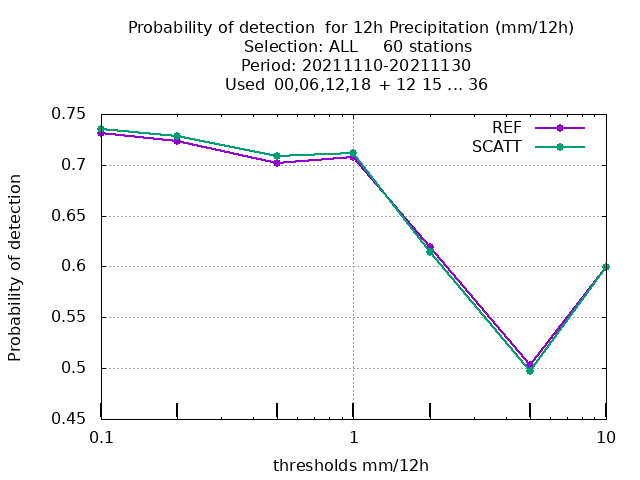 Probability of detection  for 12h Precipitation (mm/12h)
Selection: ALL     60 stations
Period: 20211110-20211130
Used  00,06,12,18  + 12 15 ... 36
REF
SCATT
0.75
0.7
0.65
0.6
0.55
0.5
0.45
Probability of detection
0.1
1
10
thresholds mm/12h